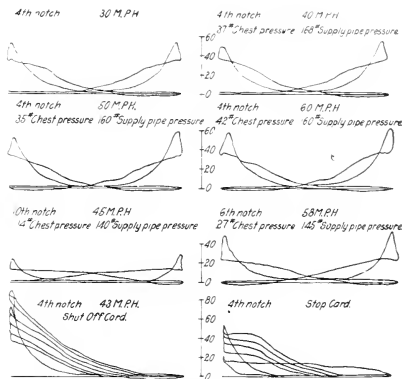 4th notch 30 M.P.H
4th notch 40 M.P.H
37# Chest pressure 168# Supply pipe pressure
60
40
20
0
4th notch 50 M.P.H.
35# Chest pressure 160# Supply pipe pressure
4th notch 60 M.P.H
42# Chest pressure 160# Supply pipe pressure
60
40
20
0
10th notch 45 M.P.H
14# Chest pressure 140# Supply pipe pressure
6th notch 58 M.P.H
27# Chest pressure 145# Supply pipe pressure
40
20
0
4th notch 43 M.P.H.
Shut Off Card.
4th notch Stop Card.
80
60
40
20
0